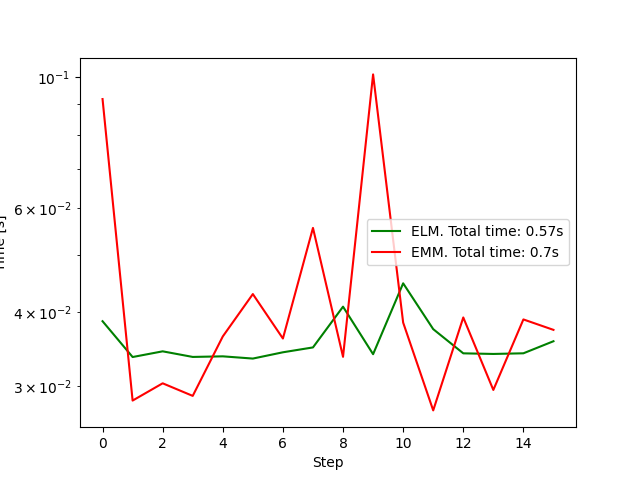 10⁻¹
6 × 10⁻²
4 × 10⁻²
3 × 10⁻²
Time [s]
ELM. Total time: 0.57s
EMM. Total time: 0.7s
0 2 4 6 8 10 12 14
Step